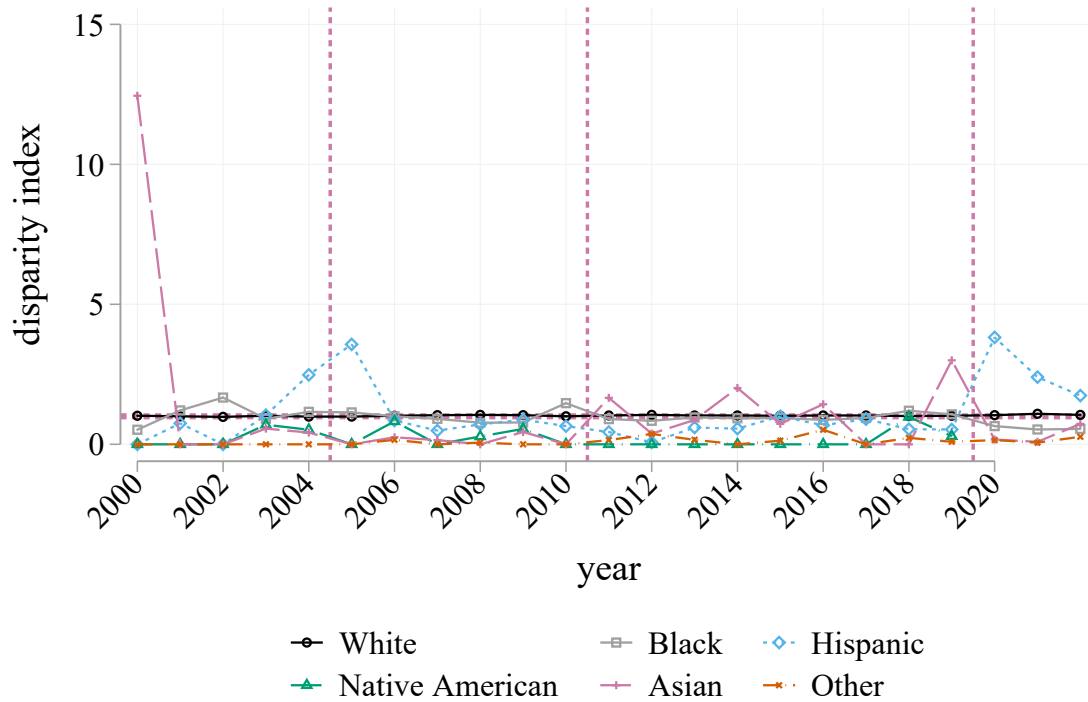 15
10
5
0
disparity index
2000 2002 2004 2006 2008 2010 2012 2014 2016 2018 2020
year
White Black Hispanic
Native American Asian Other